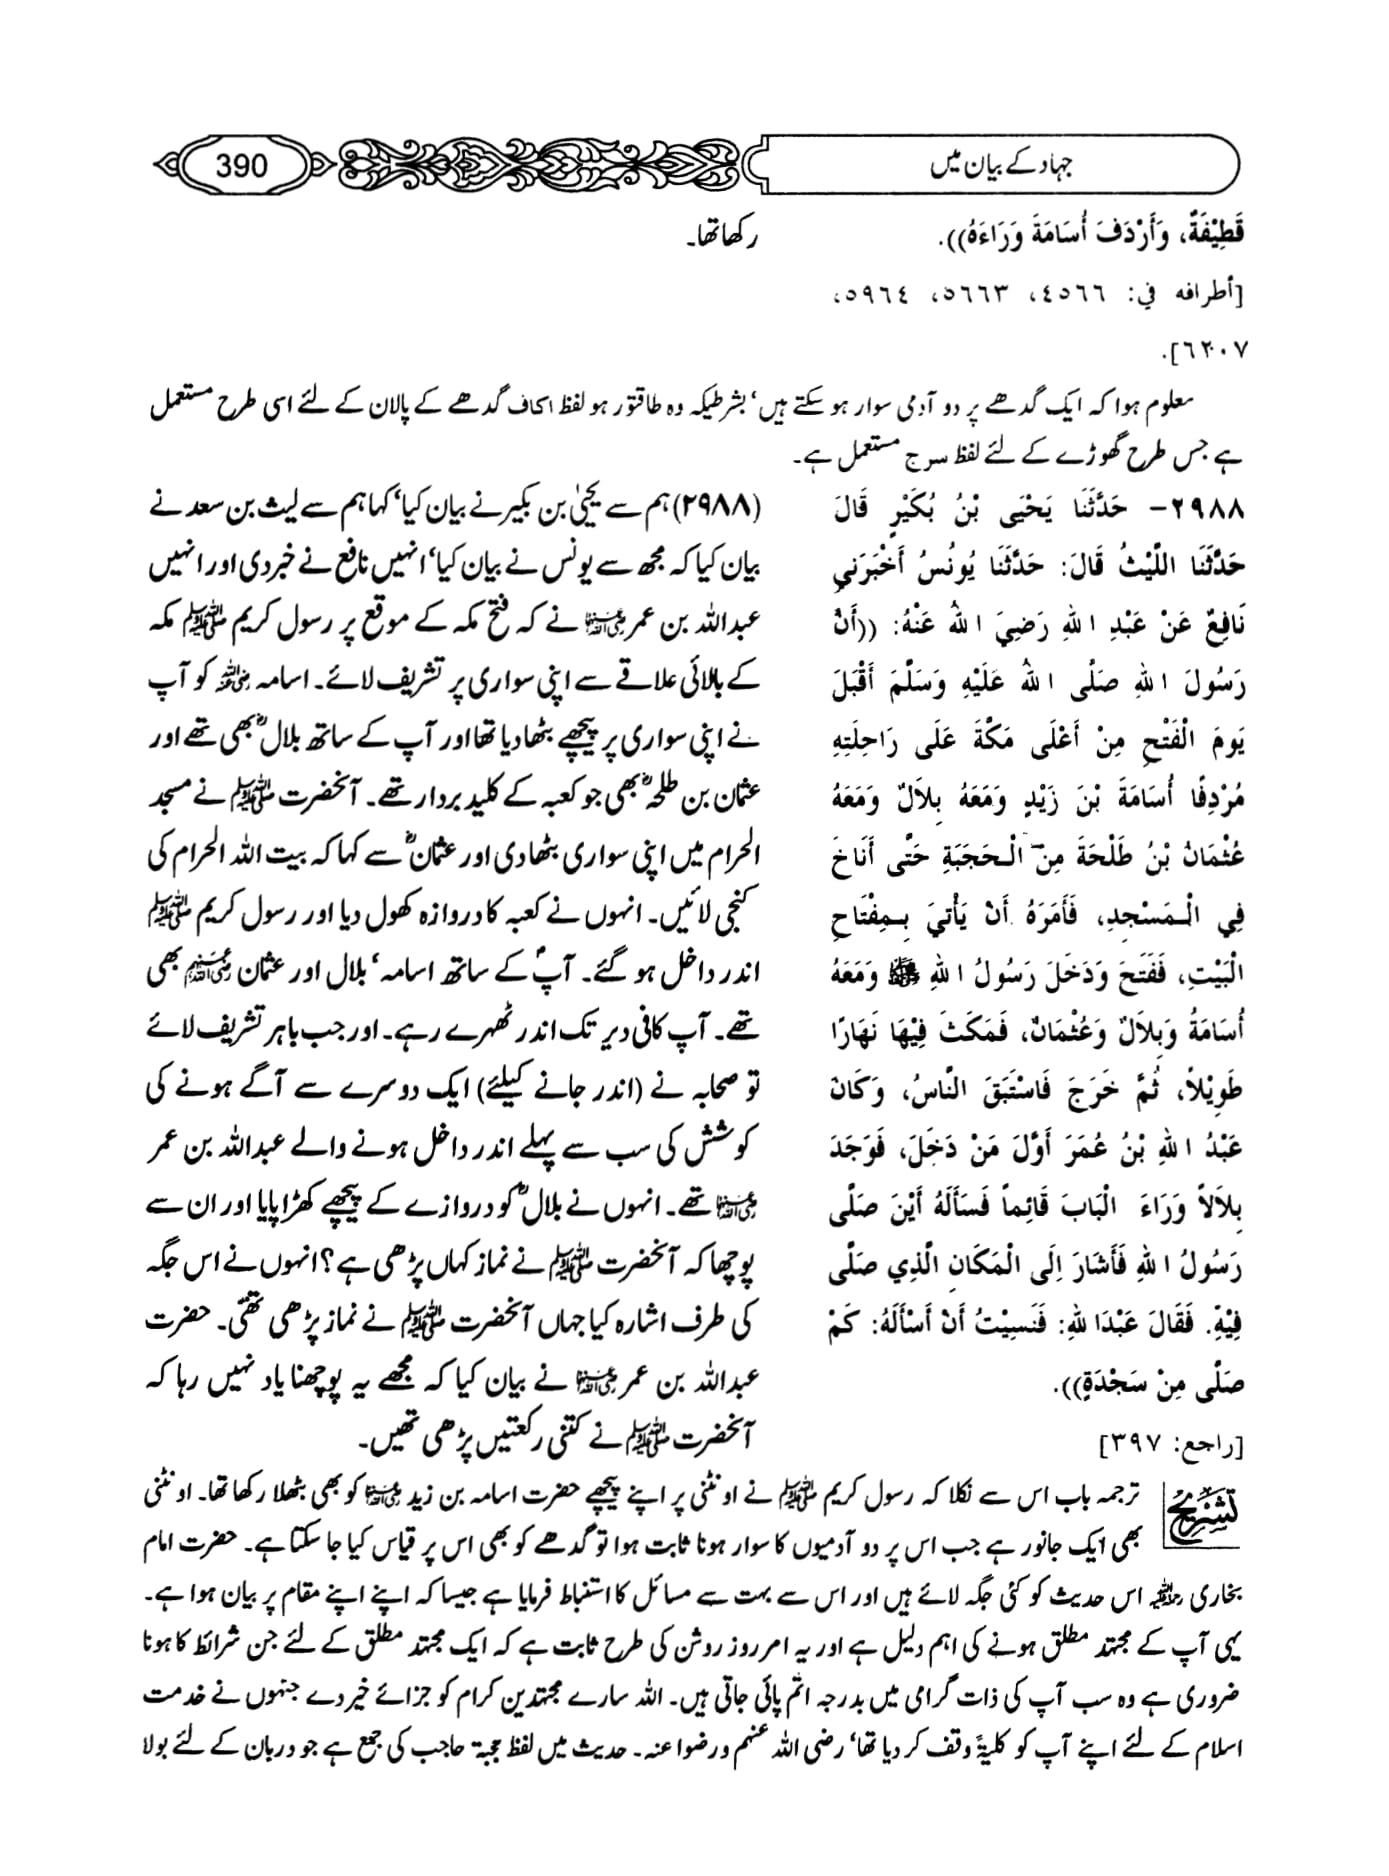 390
جہاد کے بیان میں
قَطِيْفَةٌ، وَأَرْدَفَ أُسَامَةَ وَرَاءَهُ)).
[أطرافه في: ٤٥٦٦، ٥٦٦٣، ٥٩٦٤،
٦٢٠٧].
رکھا تھا۔
معلوم ہوا کہ ایک گدھے پر دو آدمی سوار ہو سکتے ہیں‘ بشرطیکہ وہ طاقتور ہو لفظ اکاف گدھے کے پالان کے لئے اسی طرح مستعمل
ہے جس طرح گھوڑے کے لئے لفظ سرج مستعمل ہے۔
٢٩٨٨- حَدَّثَنَا يَحْيَى بْنُ بُكَيْرٍ قَالَ
حَدَّثَنَا اللَّيْثُ قَالَ: حَدَّثَنَا يُونُسُ أَخْبَرَنِي
نَافِعٌ عَنْ عَبْدِ اللهِ رَضِيَ اللهُ عَنْهُ: ((أَنَّ
رَسُولَ اللهِ صَلَّى اللهُ عَلَيْهِ وَسَلَّمَ أَقْبَلَ
يَومَ الْفَتْحِ مِنْ أَعْلَى مَكَّةَ عَلَى رَاحِلَتِهِ
مُرْدِفًا أُسَامَةَ بْنَ زَيْدٍ وَمَعَهُ بِلاَلٌ وَمَعَهُ
عُثْمَانُ بْنُ طَلْحَةَ مِنَ الْحَجَبَةِ حَتَّى أَنَاخَ
فِي الْمَسْجِدِ، فَأَمَرَهُ أَنْ يَأْتِيَ بِمِفْتَاحِ
الْبَيْتِ، فَفَتَحَ وَدَخَلَ رَسُولُ اللهِ ﷺ وَمَعَهُ
أُسَامَةُ وَبِلاَلٌ وَعُثْمَانُ، فَمَكَثَ فِيْهَا نَهَارًا
طَوِيْلاً، ثُمَّ خَرَجَ فَاسْتَبَقَ النَّاسُ، وَكَانَ
عَبْدُ اللهِ بْنُ عُمَرَ أَوَّلَ مَنْ دَخَلَ، فَوَجَدَ
بِلاَلاً وَرَاءَ الْبَابَ قَائِماً فَسَأَلَهُ أَيْنَ صَلَّى
رَسُولُ اللهِ فَأَشَارَ إِلَى الْمَكَانِ الَّذِي صَلَّى
فِيْهِ. فَقَالَ عَبْدُ اللهِ: فَنَسِيْتُ أَنْ أَسْأَلَهُ: كَمْ
صَلَّى مِنْ سَجْدَةٍ)).
[راجع: ٣٩٧]
(۲۹۸۸) ہم سے یحییٰ بن بکیر نے بیان کیا‘ کہا ہم سے لیث بن سعد نے
بیان کیا کہ مجھ سے یونس نے بیان کیا‘ انہیں نافع نے خبر دی اور انہیں
عبداللہ بن عمر رضی اللہ عنہما نے کہ فتح مکہ کے موقع پر رسول کریم ﷺ مکہ
کے بالائی علاقے سے اپنی سواری پر تشریف لائے۔ اسامہ رضی اللہ عنہ کو آپ
نے اپنی سواری پر پیچھے بٹھا دیا تھا اور آپ کے ساتھ بلالؓ بھی تھے اور
عثمان بن طلحہؓ بھی جو کعبہ کے کلید بردار تھے۔ آنحضرت ﷺ نے مسجد
الحرام میں اپنی سواری بٹھا دی اور عثمانؓ سے کہا کہ بیت اللہ الحرام کی
کنجی لائیں۔ انہوں نے کعبہ کا دروازہ کھول دیا اور رسول کریم ﷺ
اندر داخل ہو گئے۔ آپؐ کے ساتھ اسامہ‘ بلال اور عثمان رضی اللہ عنہم بھی
تھے۔ آپ کافی دیر تک اندر ٹھہرے رہے۔ اور جب باہر تشریف لائے
تو صحابہ نے (اندر جانے کیلئے) ایک دوسرے سے آگے ہونے کی
کوشش کی سب سے پہلے اندر داخل ہونے والے عبداللہ بن عمر
رضی اللہ عنہما تھے۔ انہوں نے بلالؓ کو دروازے کے پیچھے کھڑا پایا اور ان سے
پوچھا کہ آنحضرت ﷺ نے نماز کہاں پڑھی ہے؟ انہوں نے اس جگہ
کی طرف اشارہ کیا جہاں آنحضرت ﷺ نے نماز پڑھی تھی۔ حضرت
عبداللہ بن عمر رضی اللہ عنہما نے بیان کیا کہ مجھے یہ پوچھنا یاد نہیں رہا کہ
آنحضرت ﷺ نے کتنی رکعتیں پڑھی تھیں۔
تشریح
ترجمہ باب اس سے نکلا کہ رسول کریم ﷺ نے اونٹنی پر اپنے پیچھے حضرت اسامہ بن زید رضی اللہ عنہما کو بھی بٹھلا رکھا تھا۔ اونٹنی
بھی ایک جانور ہے جب اس پر دو آدمیوں کا سوار ہونا ثابت ہوا تو گدھے کو بھی اس پر قیاس کیا جا سکتا ہے۔ حضرت امام
بخاری رحمہ اللہ اس حدیث کو کئی جگہ لائے ہیں اور اس سے بہت سے مسائل کا استنباط فرمایا ہے جیسا کہ اپنے اپنے مقام پر بیان ہوا ہے۔
یہی آپ کے مجتہد مطلق ہونے کی اہم دلیل ہے اور یہ امر روز روشن کی طرح ثابت ہے کہ ایک مجتہد مطلق کے لئے جن شرائط کا ہونا
ضروری ہے وہ سب آپ کی ذات گرامی میں بدرجہ اتم پائی جاتی ہیں۔ اللہ سارے مجتہدین کرام کو جزائے خیر دے جنہوں نے خدمت
اسلام کے لئے اپنے آپ کو کلیۃً وقف کر دیا تھا‘ رضی اللہ عنہم و رضوا عنہ۔ حدیث میں لفظ حجبۃ حاجب کی جمع ہے جو دربان کے لئے بولا